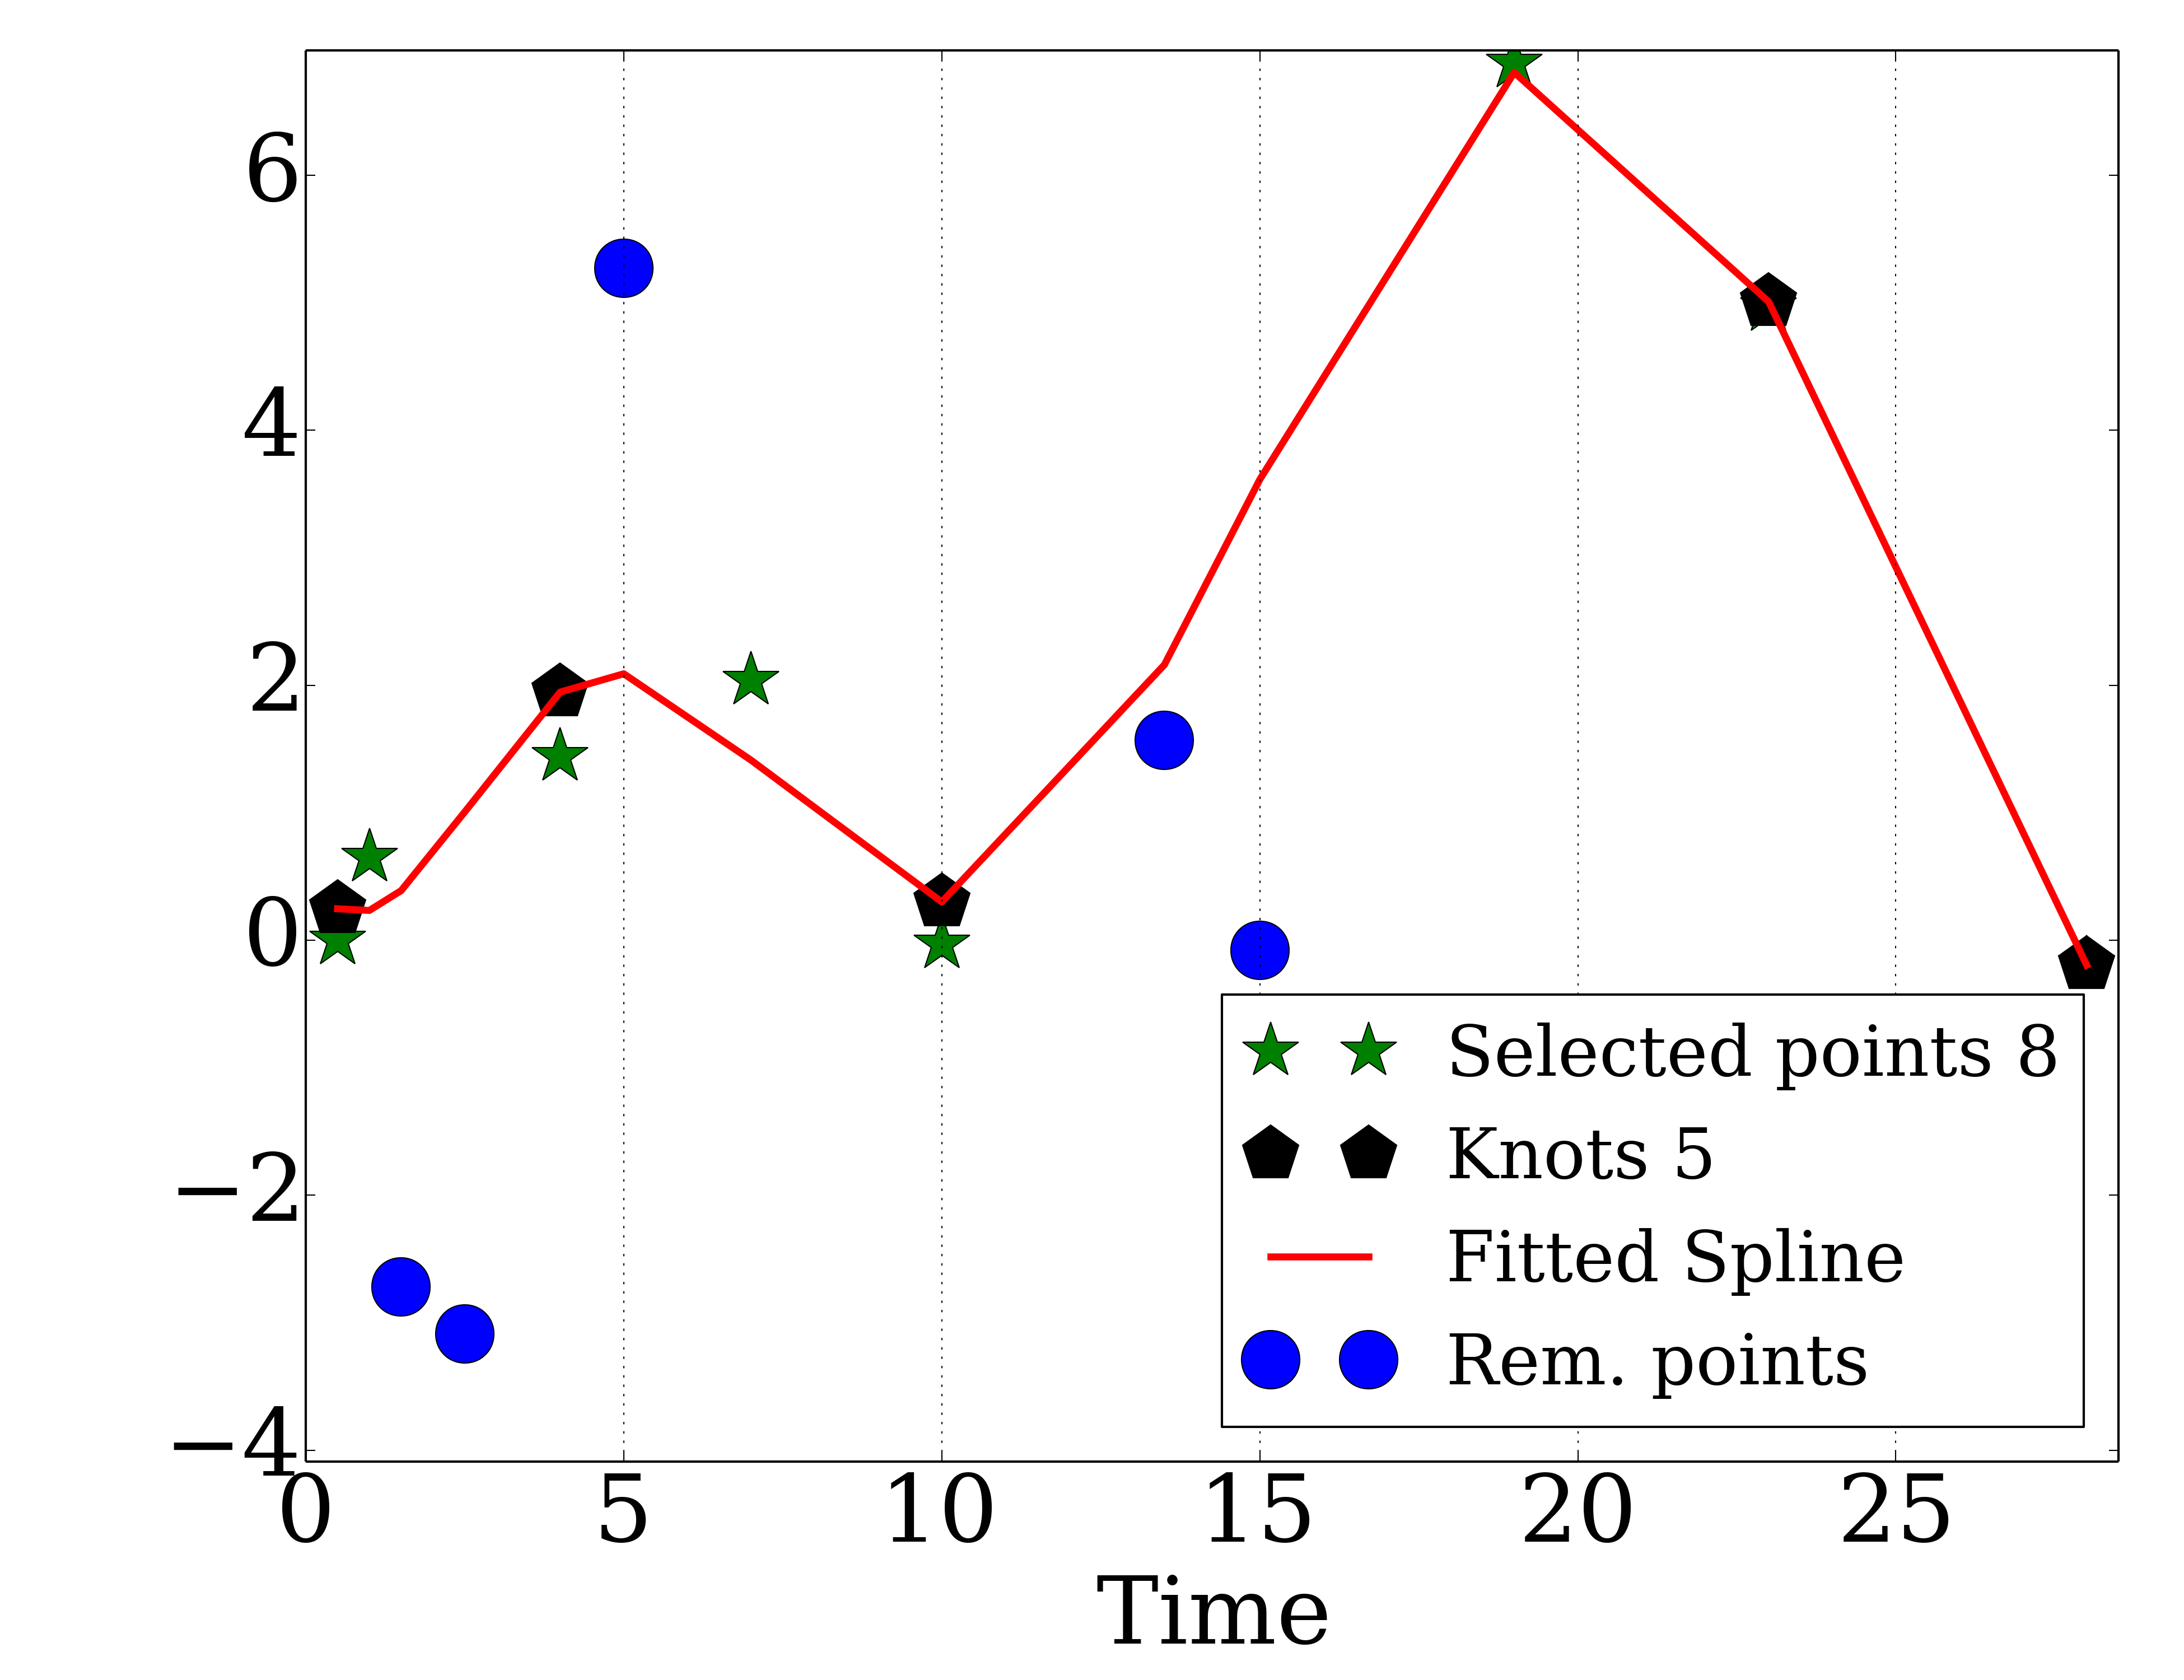 6
4
2
0
−2
−4
0 5 10 15 20 25
Time
Selected points 8
Knots 5
Fitted Spline
Rem. points